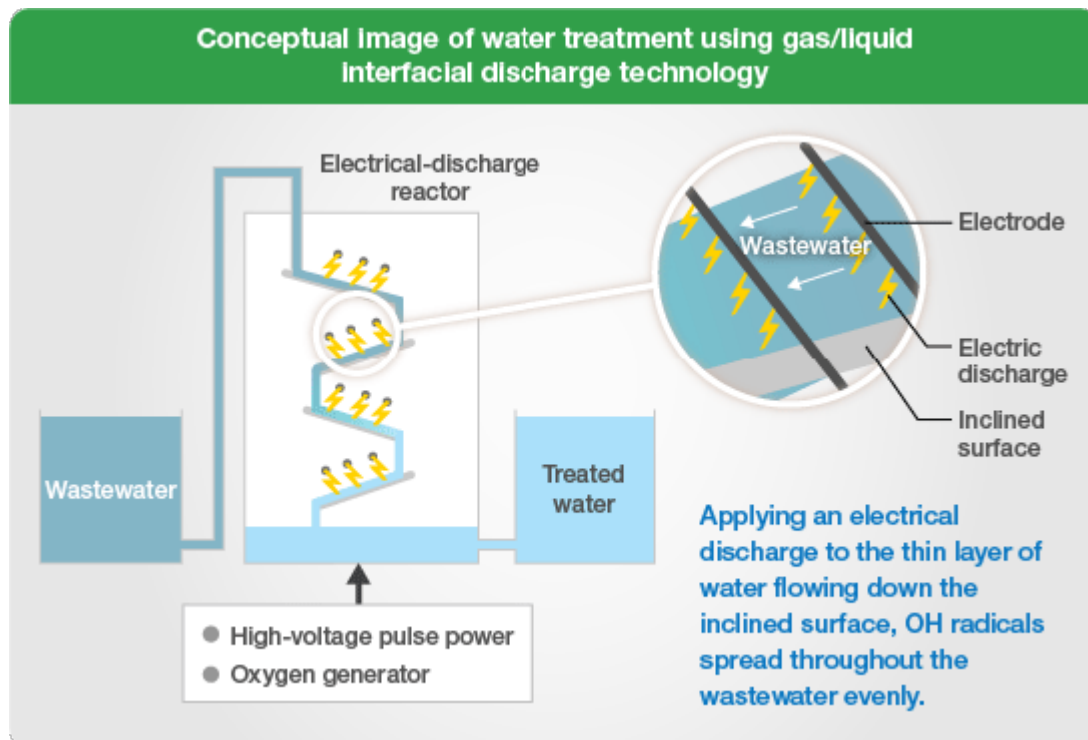 Conceptual image of water treatment using gas/liquid
interfacial discharge technology
Electrical-discharge
reactor
Wastewater
Electrode
Electric
discharge
Inclined
surface
Wastewater
Treated
water
High-voltage pulse power
Oxygen generator
Applying an electrical
discharge to the thin layer of
water flowing down the
inclined surface, OH radicals
spread throughout the
wastewater evenly.